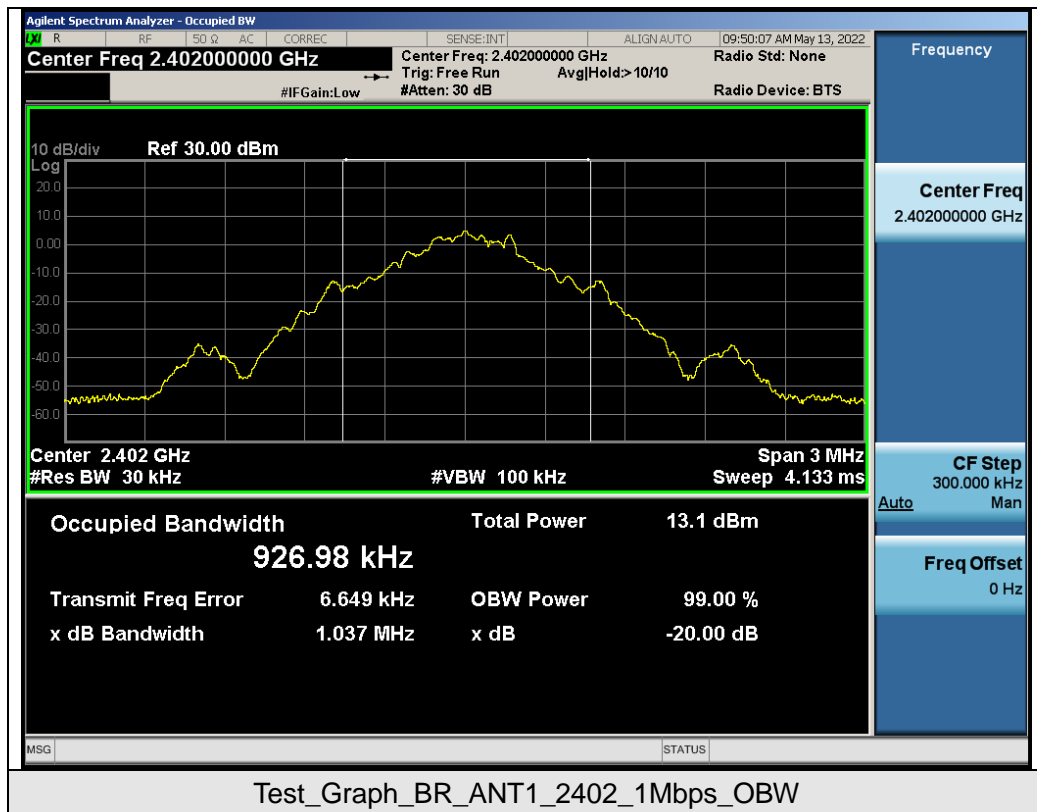 Agilent Spectrum Analyzer - Occupied BW
LXI R RF 50 Ω AC CORREC SENSE:INT ALIGN AUTO 09:50:07 AM May 13, 2022
Center Freq 2.402000000 GHz
Center Freq: 2.402000000 GHz
Radio Std: None
Trig: Free Run Avg|Hold:> 10/10
#IFGain:Low
#Atten: 30 dB
Radio Device: BTS
10 dB/div Ref 30.00 dBm
Log
20.0
10.0
0.00
-10.0
-20.0
-30.0
-40.0
-50.0
-60.0
Center 2.402 GHz Span 3 MHz
#Res BW 30 kHz #VBW 100 kHz Sweep 4.133 ms
Occupied Bandwidth Total Power 13.1 dBm
926.98 kHz
Transmit Freq Error 6.649 kHz OBW Power 99.00 %
x dB Bandwidth 1.037 MHz x dB -20.00 dB
MSG STATUS
Frequency
Center Freq
2.402000000 GHz
CF Step
300.000 kHz
Auto Man
Freq Offset
0 Hz
Test_Graph_BR_ANT1_2402_1Mbps_OBW